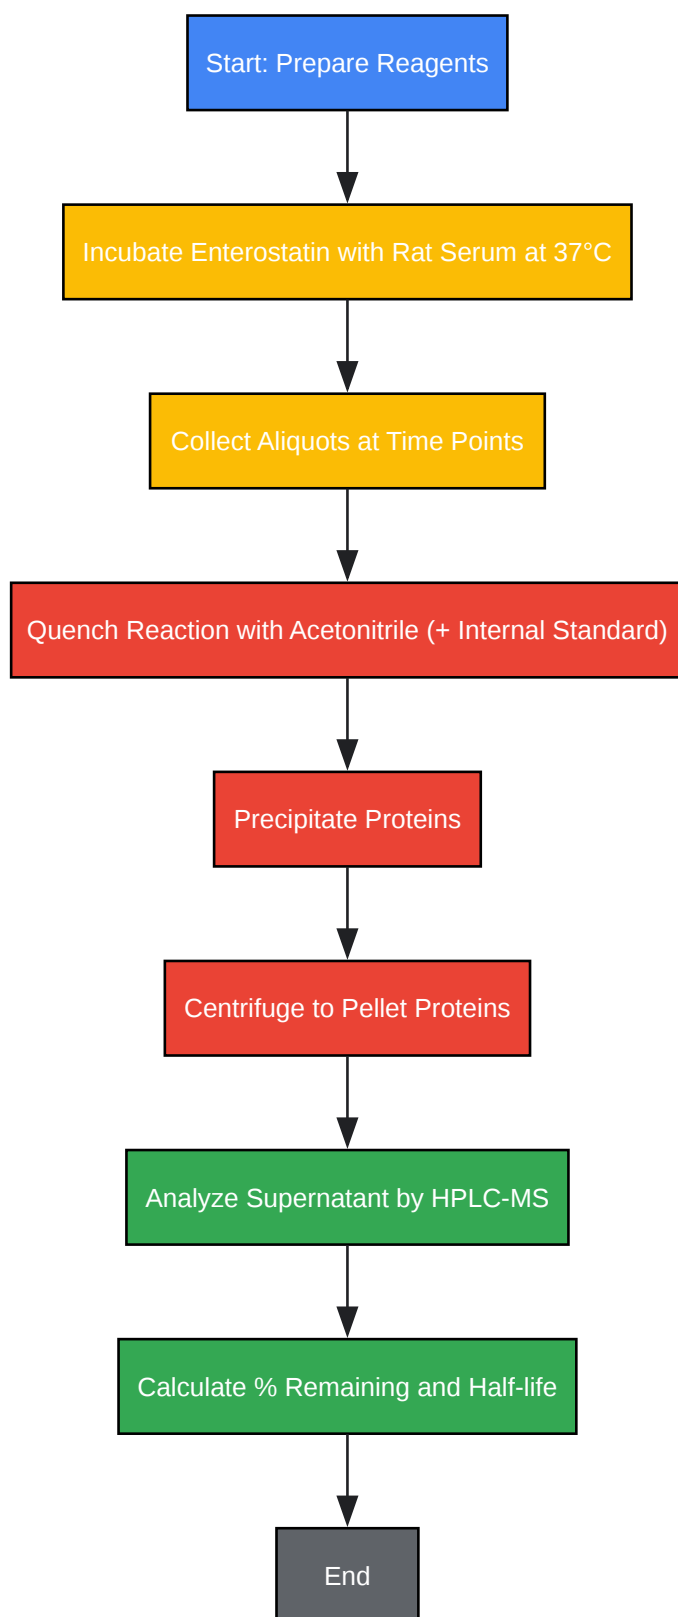 Start: Prepare Reagents
Incubate Enterostatin with Rat Serum at 37°C
Collect Aliquots at Time Points
Quench Reaction with Acetonitrile (+ Internal Standard)
Precipitate Proteins
Centrifuge to Pellet Proteins
Analyze Supernatant by HPLC-MS
Calculate % Remaining and Half-life
End